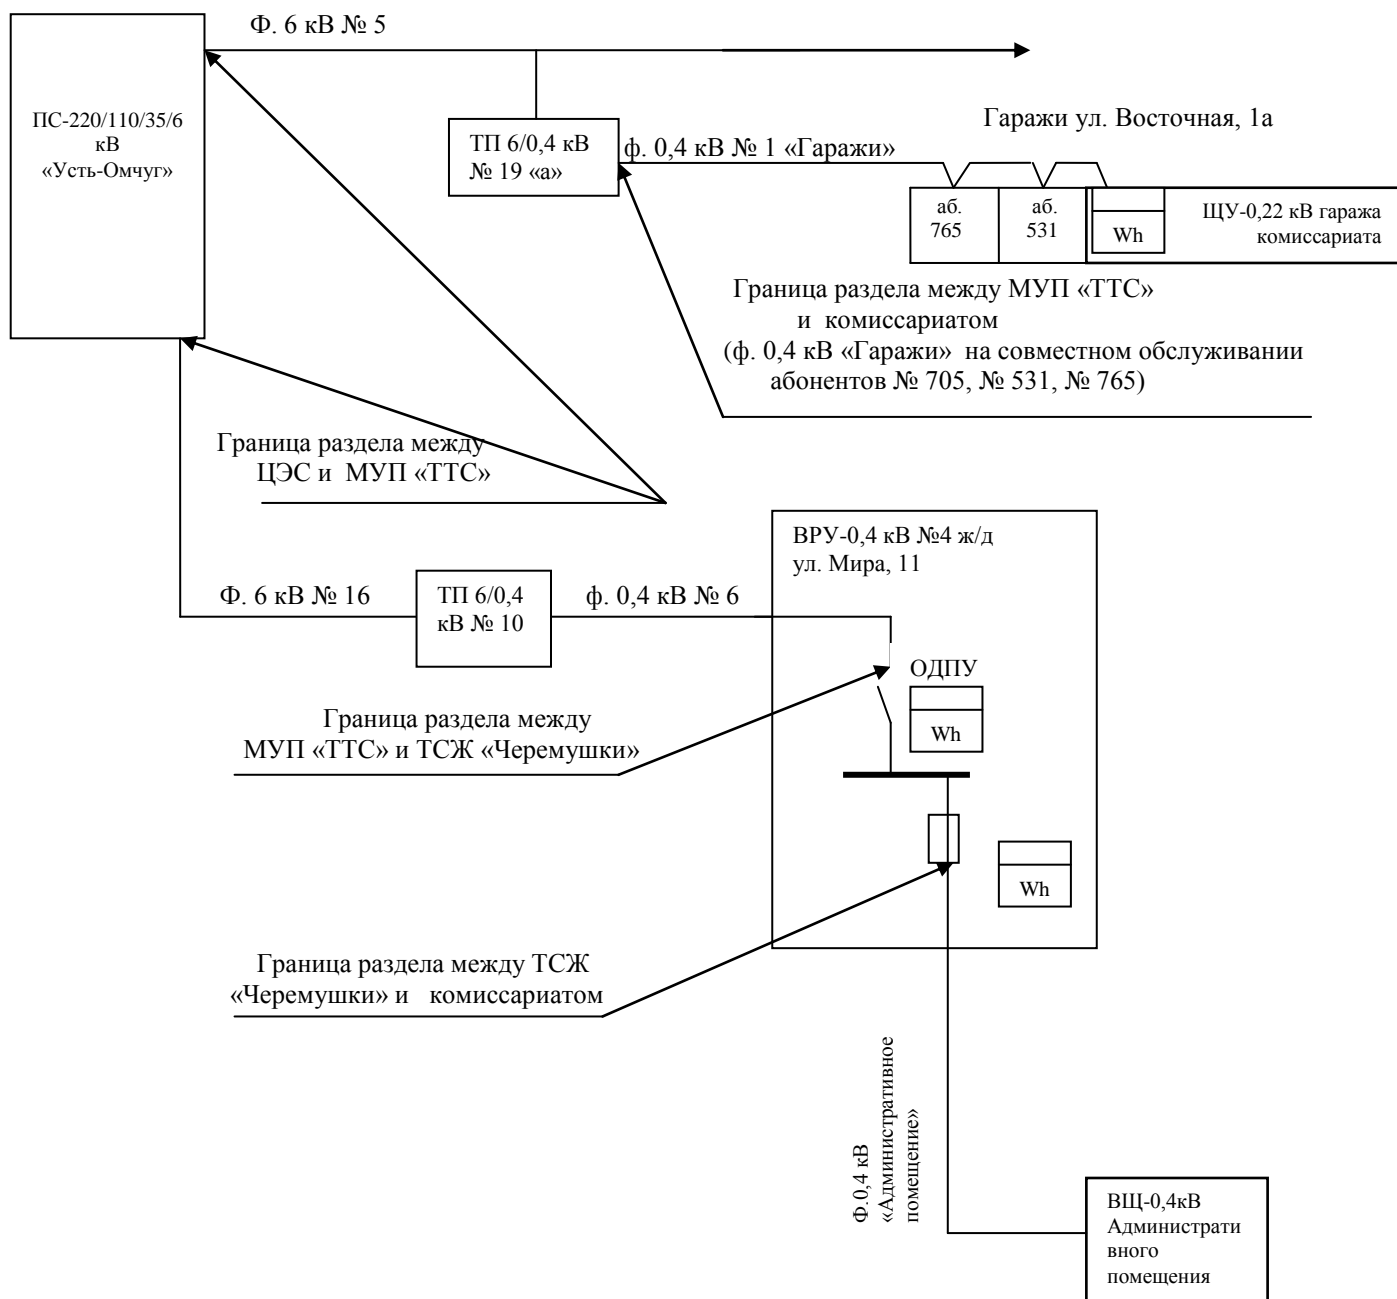 Ф. 6 кВ № 5
ПС-220/110/35/6
кВ
«Усть-Омчуг»
ТП 6/0,4 кВ
№ 19 «а»
ф. 0,4 кВ № 1 «Гаражи»
Гаражи ул. Восточная, 1а
аб.
765
аб.
531
Wh
ЩУ-0,22 кВ гаража
комиссариата
Граница раздела между МУП «ТТС»
и комиссариатом
(ф. 0,4 кВ «Гаражи» на совместном обслуживании
абонентов № 705, № 531, № 765)
Граница раздела между
ЦЭС и МУП «ТТС»
Ф. 6 кВ № 16
ТП 6/0,4
кВ № 10
ф. 0,4 кВ № 6
ВРУ-0,4 кВ №4 ж/д
ул. Мира, 11
ОДПУ
Wh
Граница раздела между
МУП «ТТС» и ТСЖ «Черемушки»
Wh
Граница раздела между ТСЖ
«Черемушки» и комиссариатом
Ф.0,4 кВ
«Административное
помещение»
ВЩ-0,4кВ
Администрати
вного
помещения